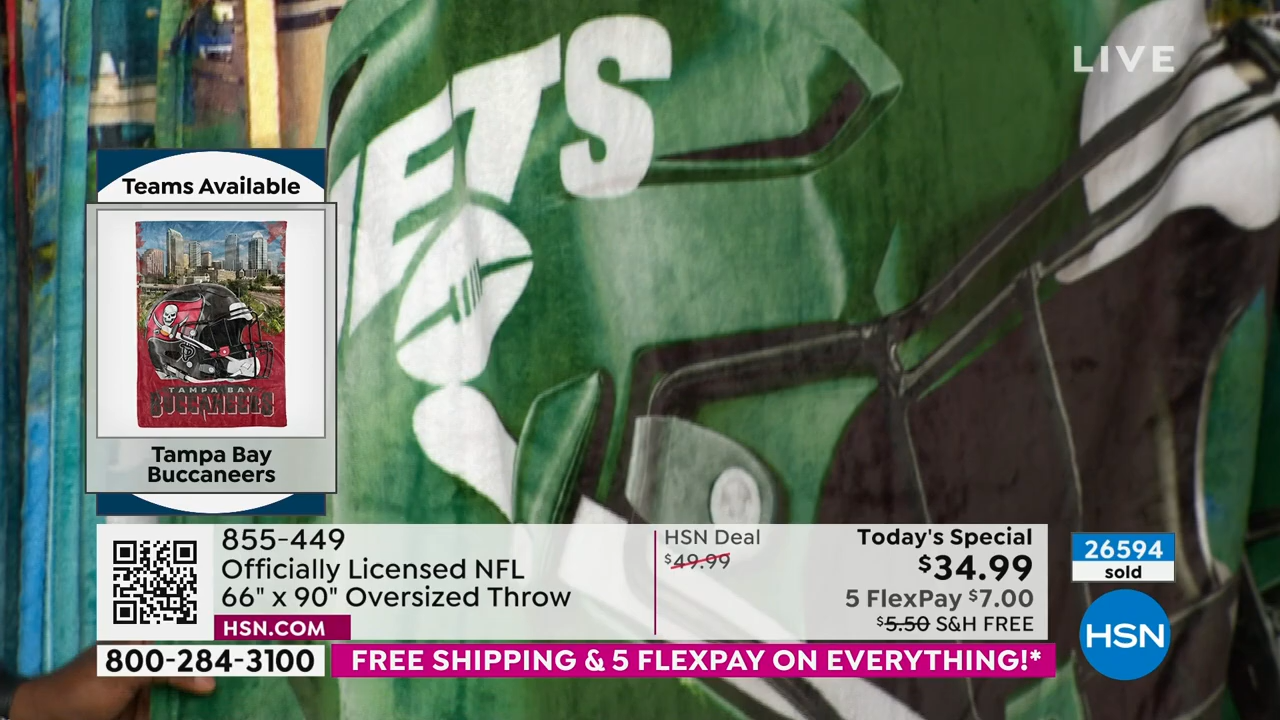 LIVE
JETS
Teams Available
TAMPA BAY
BUCCANEERS
Tampa Bay
Buccaneers
855-449
Officially Licensed NFL
66" x 90" Oversized Throw
HSN.COM
HSN Deal
$49.99
Today's Special
$34.99
5 FlexPay $7.00
$5.50 S&H FREE
26594
sold
HSN
800-284-3100
FREE SHIPPING & 5 FLEXPAY ON EVERYTHING!*